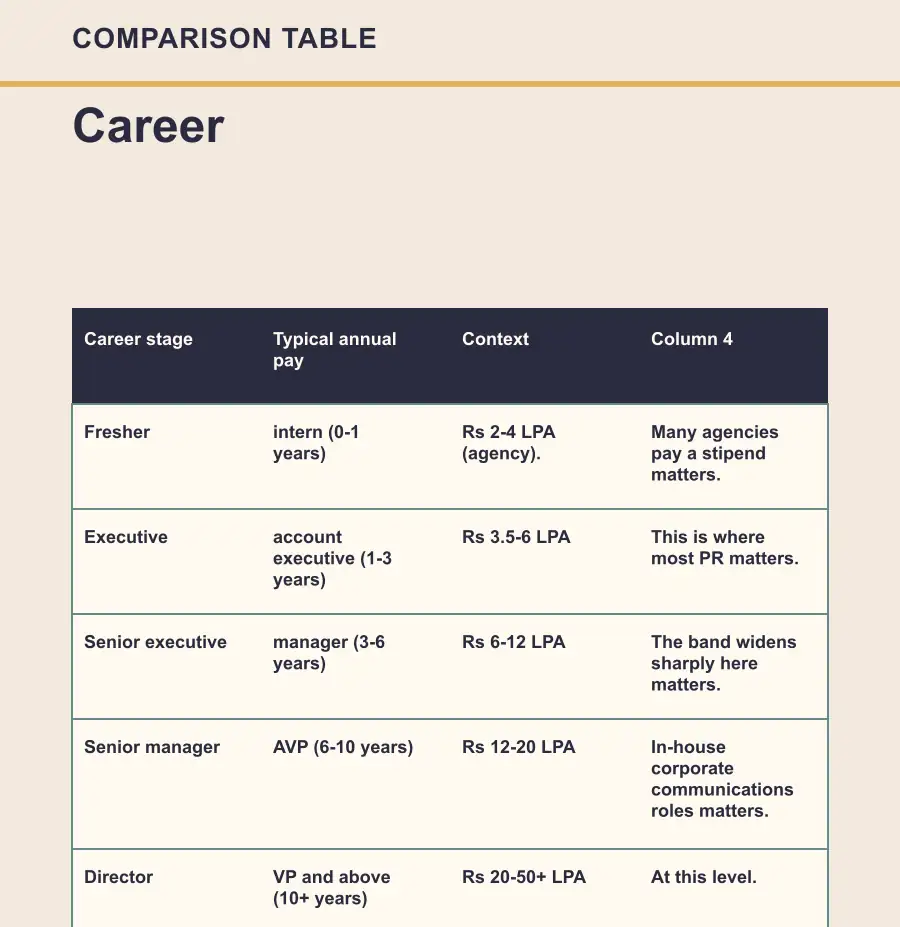 COMPARISON TABLE
Career
Career stage
Typical annual
pay
Context
Column 4
Fresher
intern (0-1
years)
Rs 2-4 LPA
(agency).
Many agencies
pay a stipend
matters.
Executive
account
executive (1-3
years)
Rs 3.5-6 LPA
This is where
most PR matters.
Senior executive
manager (3-6
years)
Rs 6-12 LPA
The band widens
sharply here
matters.
Senior manager
AVP (6-10 years)
Rs 12-20 LPA
In-house
corporate
communications
roles matters.
Director
VP and above
(10+ years)
Rs 20-50+ LPA
At this level.